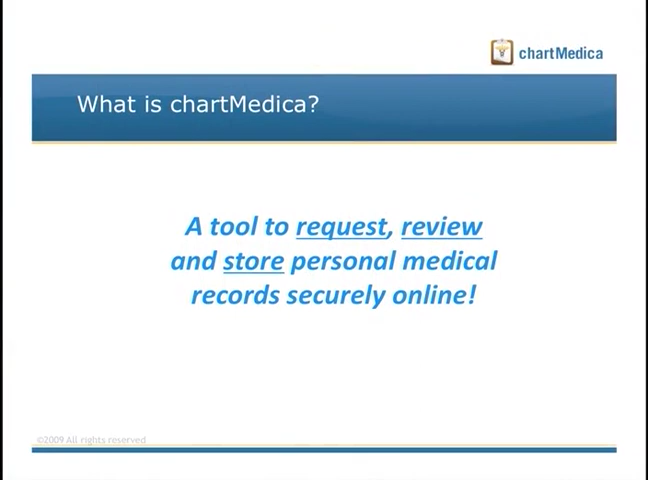 chartMedica
What is chartMedica?
A tool to request, review
and store personal medical
records securely online!
©2009 All rights reserved